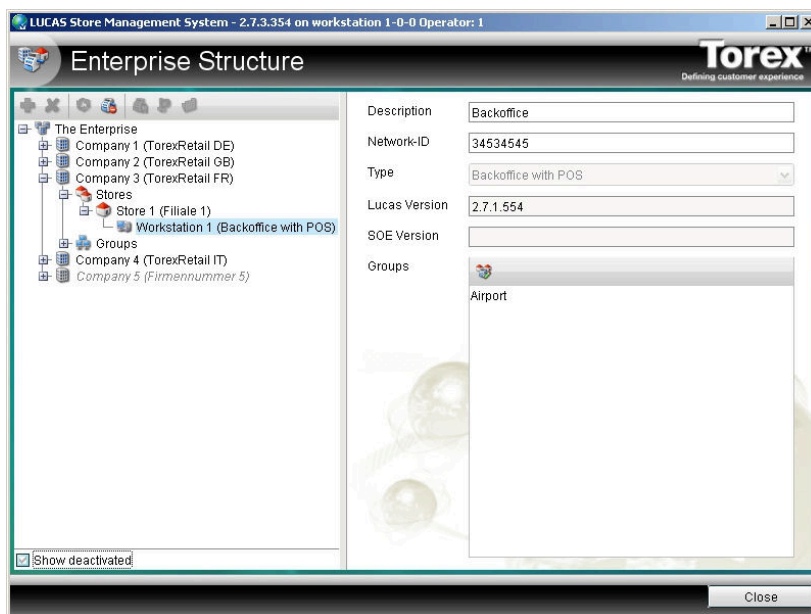 LUCAS Store Management System - 2.7.3.354 on workstation 1-0-0 Operator: 1
Enterprise Structure
Torex™
Defining customer experience
The Enterprise
Company 1 (TorexRetail DE)
Company 2 (TorexRetail GB)
Company 3 (TorexRetail FR)
Stores
Store 1 (Filiale 1)
Workstation 1 (Backoffice with POS)
Groups
Company 4 (TorexRetail IT)
Company 5 (Firmennummer 5)
Show deactivated
Description Backoffice
Network-ID 34534545
Type Backoffice with POS
Lucas Version 2.7.1.554
SOE Version
Groups
Airport
Close